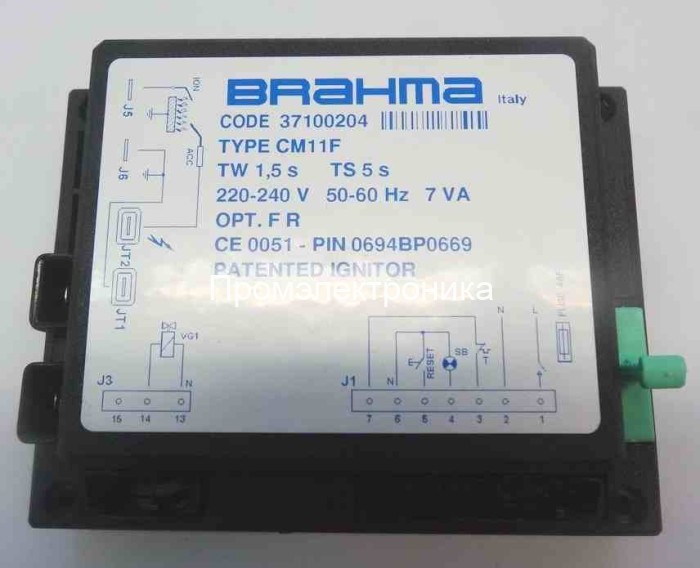 BRAHMA Italy
CODE 37100204
TYPE CM11F
TW 1,5 s TS 5 s
220-240 V 50-60 Hz 7 VA
OPT. F R
CE 0051 - PIN 0694BP0669
PATENTED IGNITOR
Промэлектроника
J5
ION
J6
ACC
JT2
JT1
VG1
N
J3
15 14 13
N L
E RESET SB T
J1
7 6 5 4 3 2 1